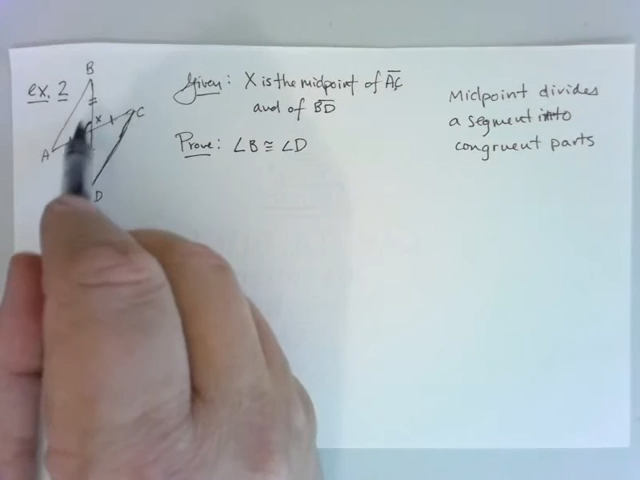 ex. 2
Given: X is the midpoint of AC
and of BD
Prove: ∠B ≅ ∠D
Midpoint divides
a segment into
congruent parts
B
X
C
A
D